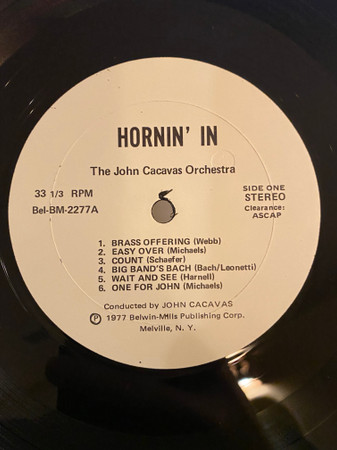 HORNIN' IN
The John Cacavas Orchestra
33 1/3 RPM
Bel-BM-2277A
SIDE ONE
STEREO
Clearance:
ASCAP
1. BRASS OFFERING (Webb)
2. EASY OVER (Michaels)
3. COUNT (Schaefer)
4. BIG BAND'S BACH (Bach/Leonetti)
5. WAIT AND SEE (Harnell)
6. ONE FOR JOHN (Michaels)
Conducted by JOHN CACAVAS
℗ 1977 Belwin-Mills Publishing Corp.
Melville, N. Y.